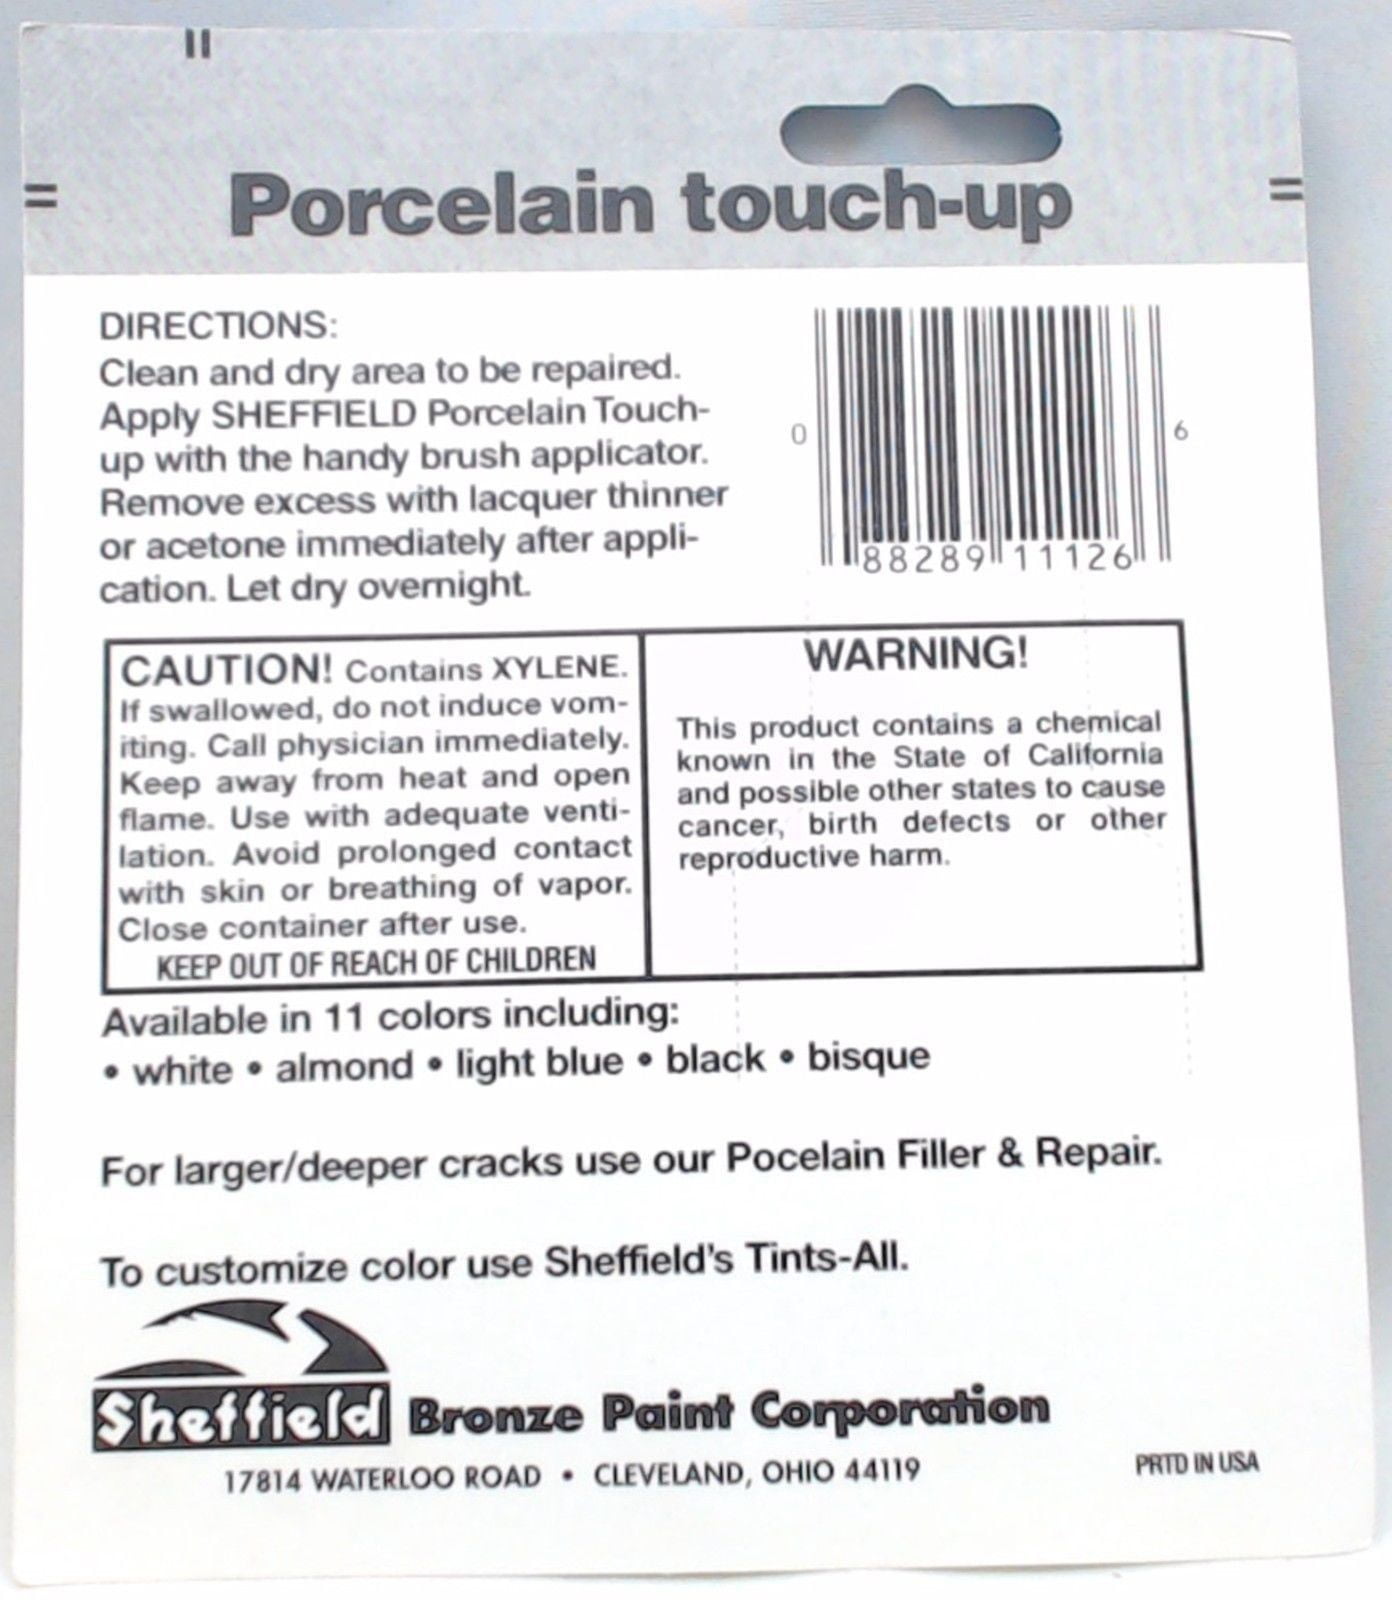 Porcelain touch-up
DIRECTIONS:
Clean and dry area to be repaired.
Apply SHEFFIELD Porcelain Touch-
up with the handy brush applicator.
Remove excess with lacquer thinner
or acetone immediately after appli-
cation. Let dry overnight.
0 88289 11126 6
CAUTION! Contains XYLENE.
If swallowed, do not induce vom-
iting. Call physician immediately.
Keep away from heat and open
flame. Use with adequate venti-
lation. Avoid prolonged contact
with skin or breathing of vapor.
Close container after use.
KEEP OUT OF REACH OF CHILDREN
WARNING!
This product contains a chemical
known in the State of California
and possible other states to cause
cancer, birth defects or other
reproductive harm.
Available in 11 colors including:
• white • almond • light blue • black • bisque
For larger/deeper cracks use our Pocelain Filler & Repair.
To customize color use Sheffield's Tints-All.
Sheffield Bronze Paint Corporation
17814 WATERLOO ROAD • CLEVELAND, OHIO 44119
PRTD IN USA